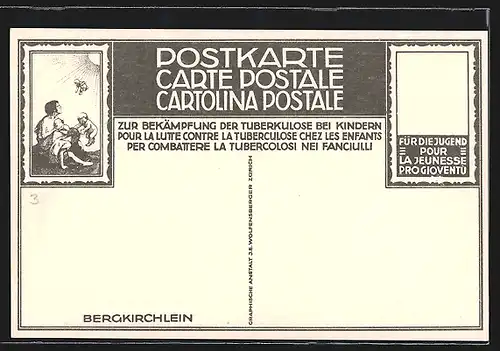 POSTKARTE
CARTE POSTALE
CARTOLINA POSTALE
ZUR BEKÄMPFUNG DER TUBERKULOSE BEI KINDERN
POUR LA LUTTE CONTRE LA TUBERCULOSE CHEZ LES ENFANTS
PER COMBATTERE LA TUBERCOLOSI NEI FANCIULLI
FÜR DIE JUGEND
POUR
LA JEUNESSE
PRO GIOVENTU
3
GRAPHISCHE ANSTALT J.E. WOLFENSBERGER ZÜRICH
BERGKIRCHLEIN